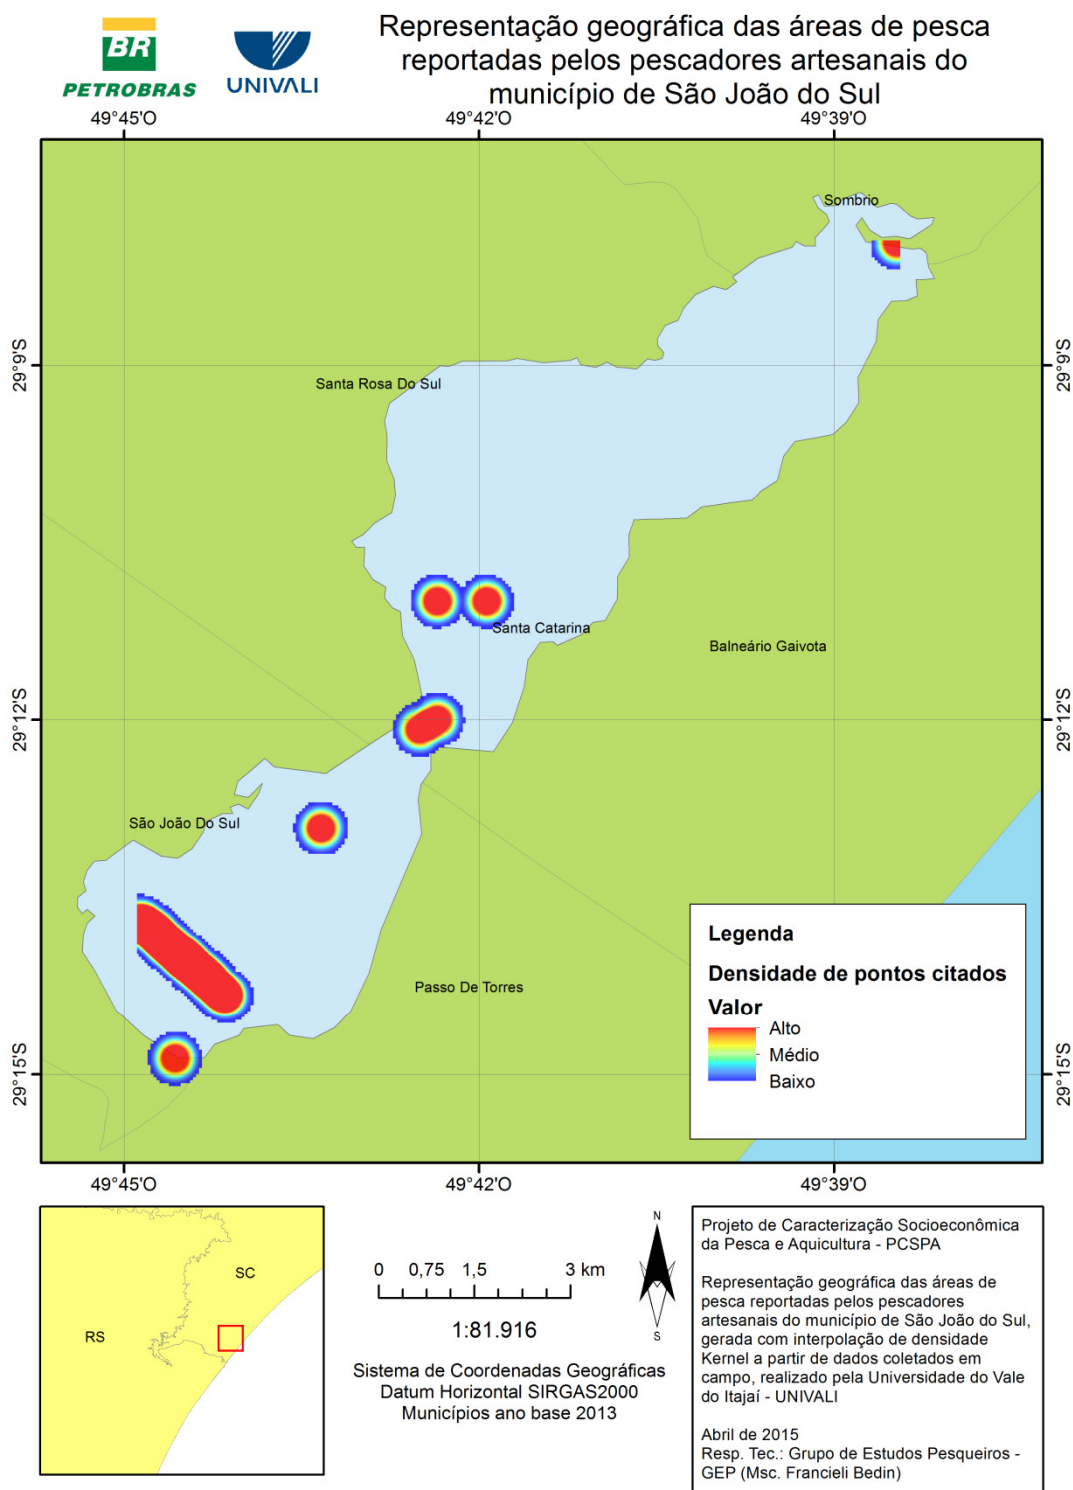 BR
PETROBRAS
UNIVALI
Representação geográfica das áreas de pesca
reportadas pelos pescadores artesanais do
município de São João do Sul
49°45'O
49°42'O
49°39'O
Sombrio
29°9'S
29°9'S
Santa Rosa Do Sul
Santa Catarina
Balneário Gaivota
29°12'S
29°12'S
São João Do Sul
Passo De Torres
Legenda
Densidade de pontos citados
Valor
Alto
Médio
Baixo
29°15'S
29°15'S
49°45'O
49°42'O
49°39'O
SC
RS
0 0,75 1,5 3 km
1:81.916
Sistema de Coordenadas Geográficas
Datum Horizontal SIRGAS2000
Municípios ano base 2013
N
S
Projeto de Caracterização Socioeconômica
da Pesca e Aquicultura - PCSPA
Representação geográfica das áreas de
pesca reportadas pelos pescadores
artesanais do município de São João do Sul,
gerada com interpolação de densidade
Kernel a partir de dados coletados em
campo, realizado pela Universidade do Vale
do Itajaí - UNIVALI
Abril de 2015
Resp. Tec.: Grupo de Estudos Pesqueiros -
GEP (Msc. Francieli Bedin)